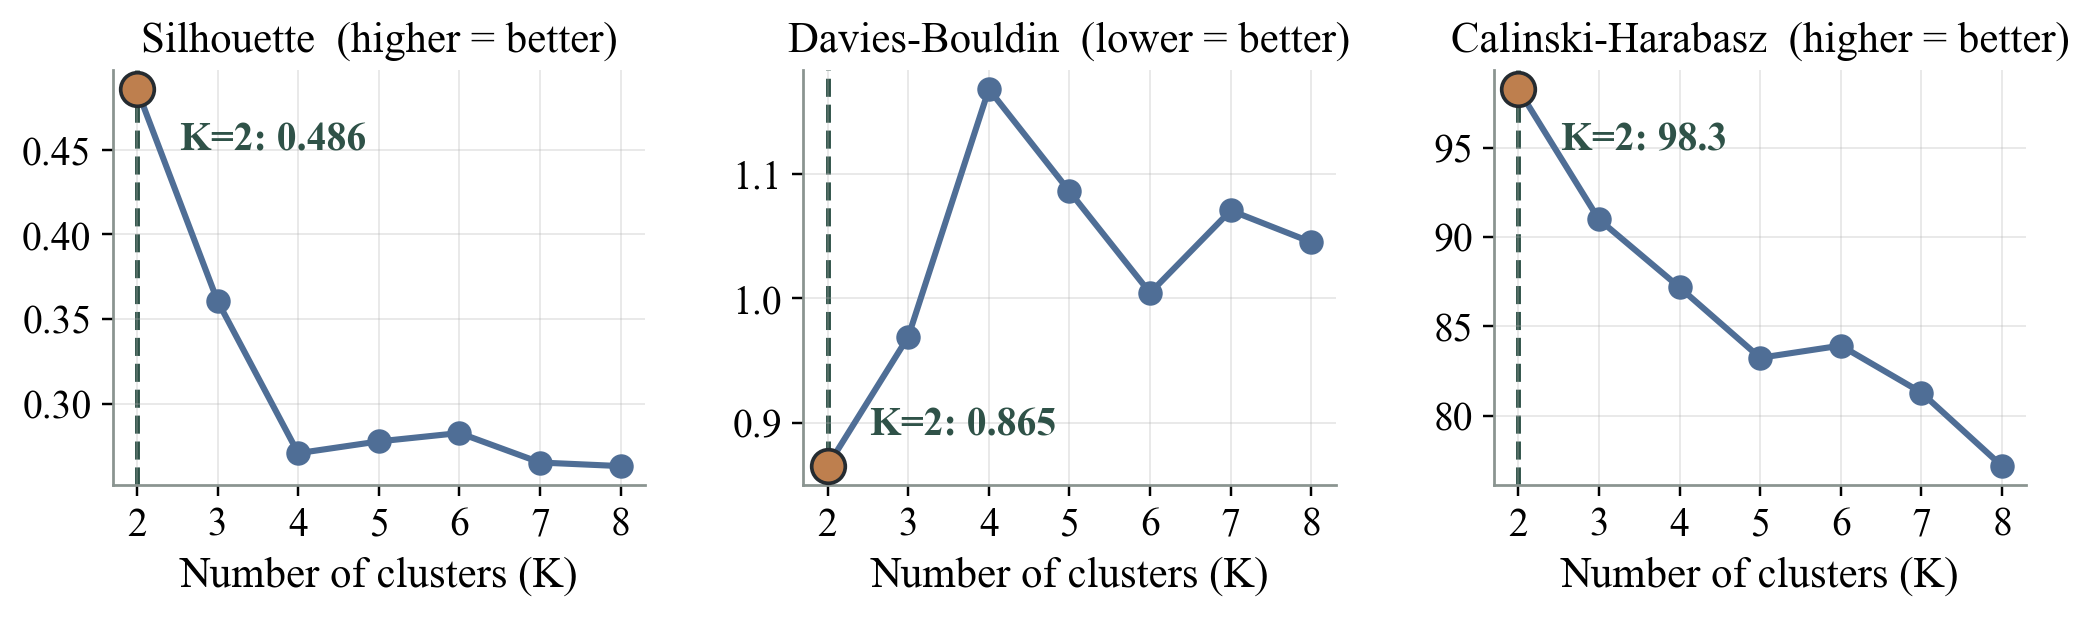 Silhouette (higher = better)
K=2: 0.486
0.45
0.40
0.35
0.30
2 3 4 5 6 7 8
Number of clusters (K)
Davies-Bouldin (lower = better)
1.1
1.0
K=2: 0.865
0.9
2 3 4 5 6 7 8
Number of clusters (K)
Calinski-Harabasz (higher = better)
K=2: 98.3
95
90
85
80
2 3 4 5 6 7 8
Number of clusters (K)